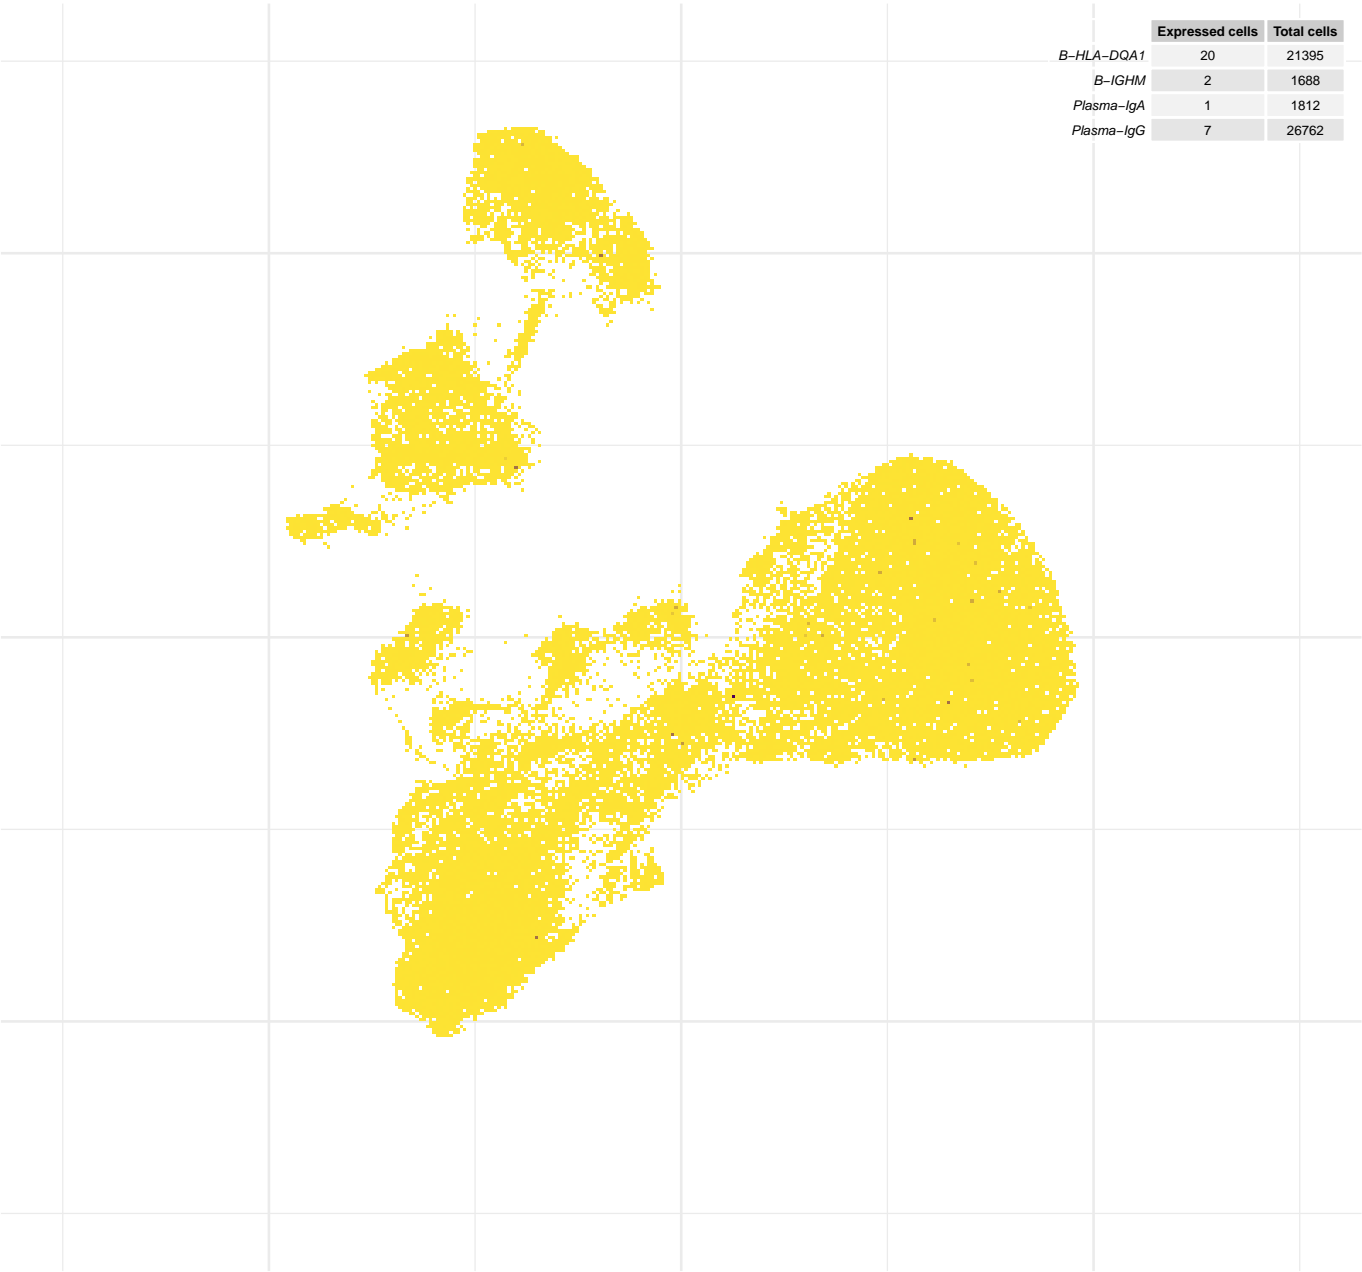 Expressed cells Total cells
B−HLA−DQA1 20 21395
B−IGHM 2 1688
Plasma−IgA 1 1812
Plasma−IgG 7 26762